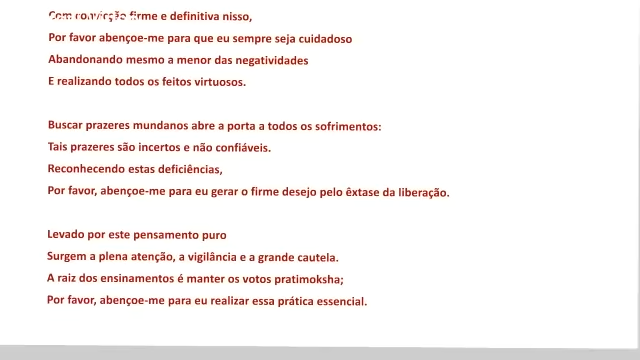 Com convicção firme e definitiva nisso,
Por favor abençoe-me para que eu sempre seja cuidadoso
Abandonando mesmo a menor das negatividades
E realizando todos os feitos virtuosos.
Buscar prazeres mundanos abre a porta a todos os sofrimentos:
Tais prazeres são incertos e não confiáveis.
Reconhecendo estas deficiências,
Por favor, abençoe-me para eu gerar o firme desejo pelo êxtase da liberação.
Levado por este pensamento puro
Surgem a plena atenção, a vigilância e a grande cautela.
A raiz dos ensinamentos é manter os votos pratimoksha;
Por favor, abençoe-me para eu realizar essa prática essencial.